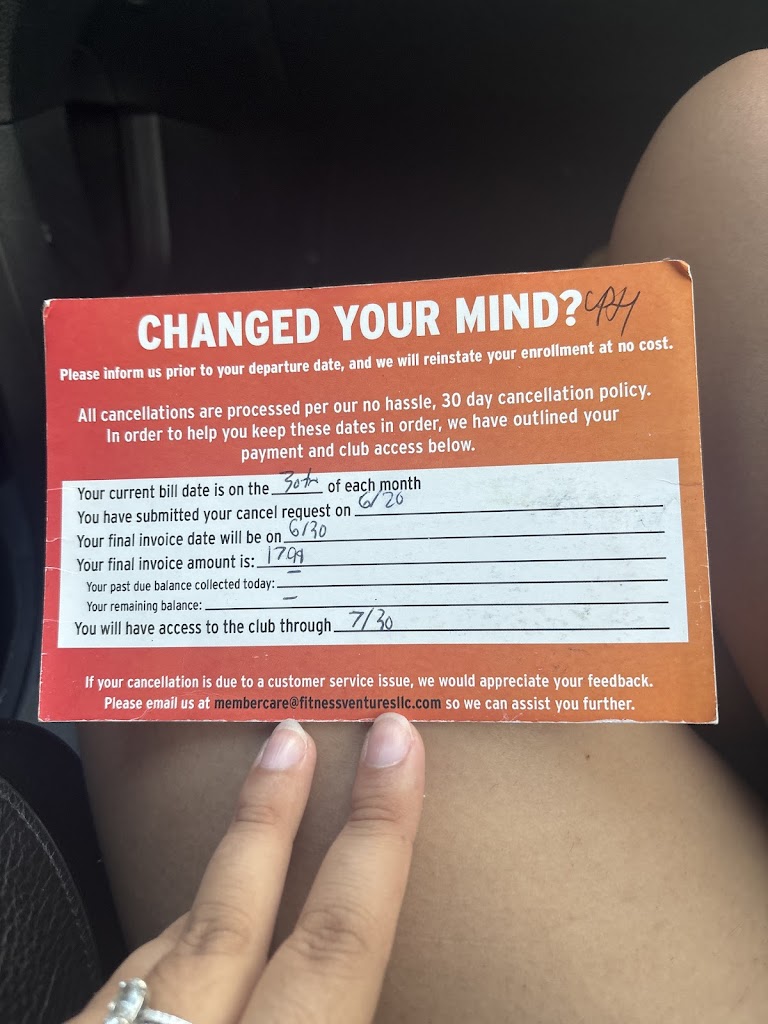 CHANGED YOUR MIND?
Please inform us prior to your departure date, and we will reinstate your enrollment at no cost.
All cancellations are processed per our no hassle, 30 day cancellation policy.
In order to help you keep these dates in order, we have outlined your
payment and club access below.
Your current bill date is on the 30th of each month
You have submitted your cancel request on 6/20
Your final invoice date will be on 6/30
Your final invoice amount is: 1799
Your past due balance collected today: –
Your remaining balance: –
You will have access to the club through 7/30
If your cancellation is due to a customer service issue, we would appreciate your feedback.
Please email us at membercare@fitnessventuresllc.com so we can assist you further.